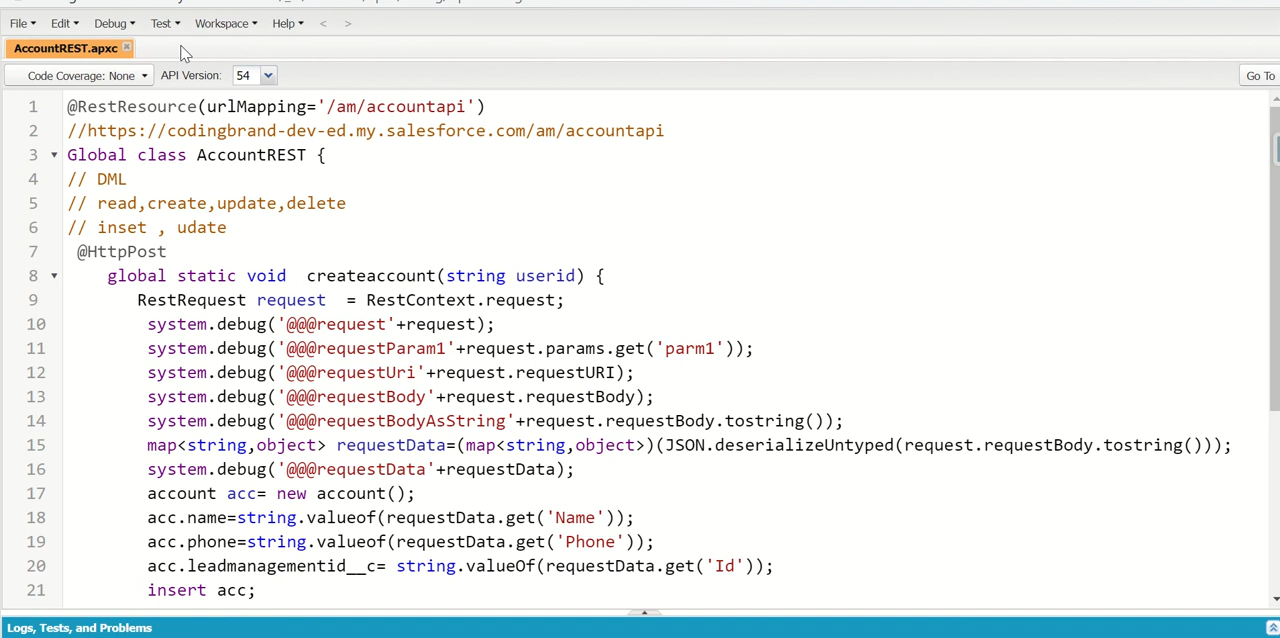 File Edit Debug Test Workspace Help < >
AccountREST.apxc
Code Coverage: None API Version: 54 Go To
1 @RestResource(urlMapping='/am/accountapi')
2 //https://codingbrand-dev-ed.my.salesforce.com/am/accountapi
3 Global class AccountREST {
4 // DML
5 // read,create,update,delete
6 // inset , udate
7 @HttpPost
8 global static void createaccount(string userid) {
9 RestRequest request = RestContext.request;
10 system.debug('@@@request'+request);
11 system.debug('@@@requestParam1'+request.params.get('parm1'));
12 system.debug('@@@requestUri'+request.requestURI);
13 system.debug('@@@requestBody'+request.requestBody);
14 system.debug('@@@requestBodyAsString'+request.requestBody.tostring());
15 map<string,object> requestData=(map<string,object>)(JSON.deserializeUntyped(request.requestBody.tostring()));
16 system.debug('@@@requestData'+requestData);
17 account acc= new account();
18 acc.name=string.valueof(requestData.get('Name'));
19 acc.phone=string.valueof(requestData.get('Phone'));
20 acc.leadmanagementid__c= string.valueOf(requestData.get('Id'));
21 insert acc;
Logs, Tests, and Problems